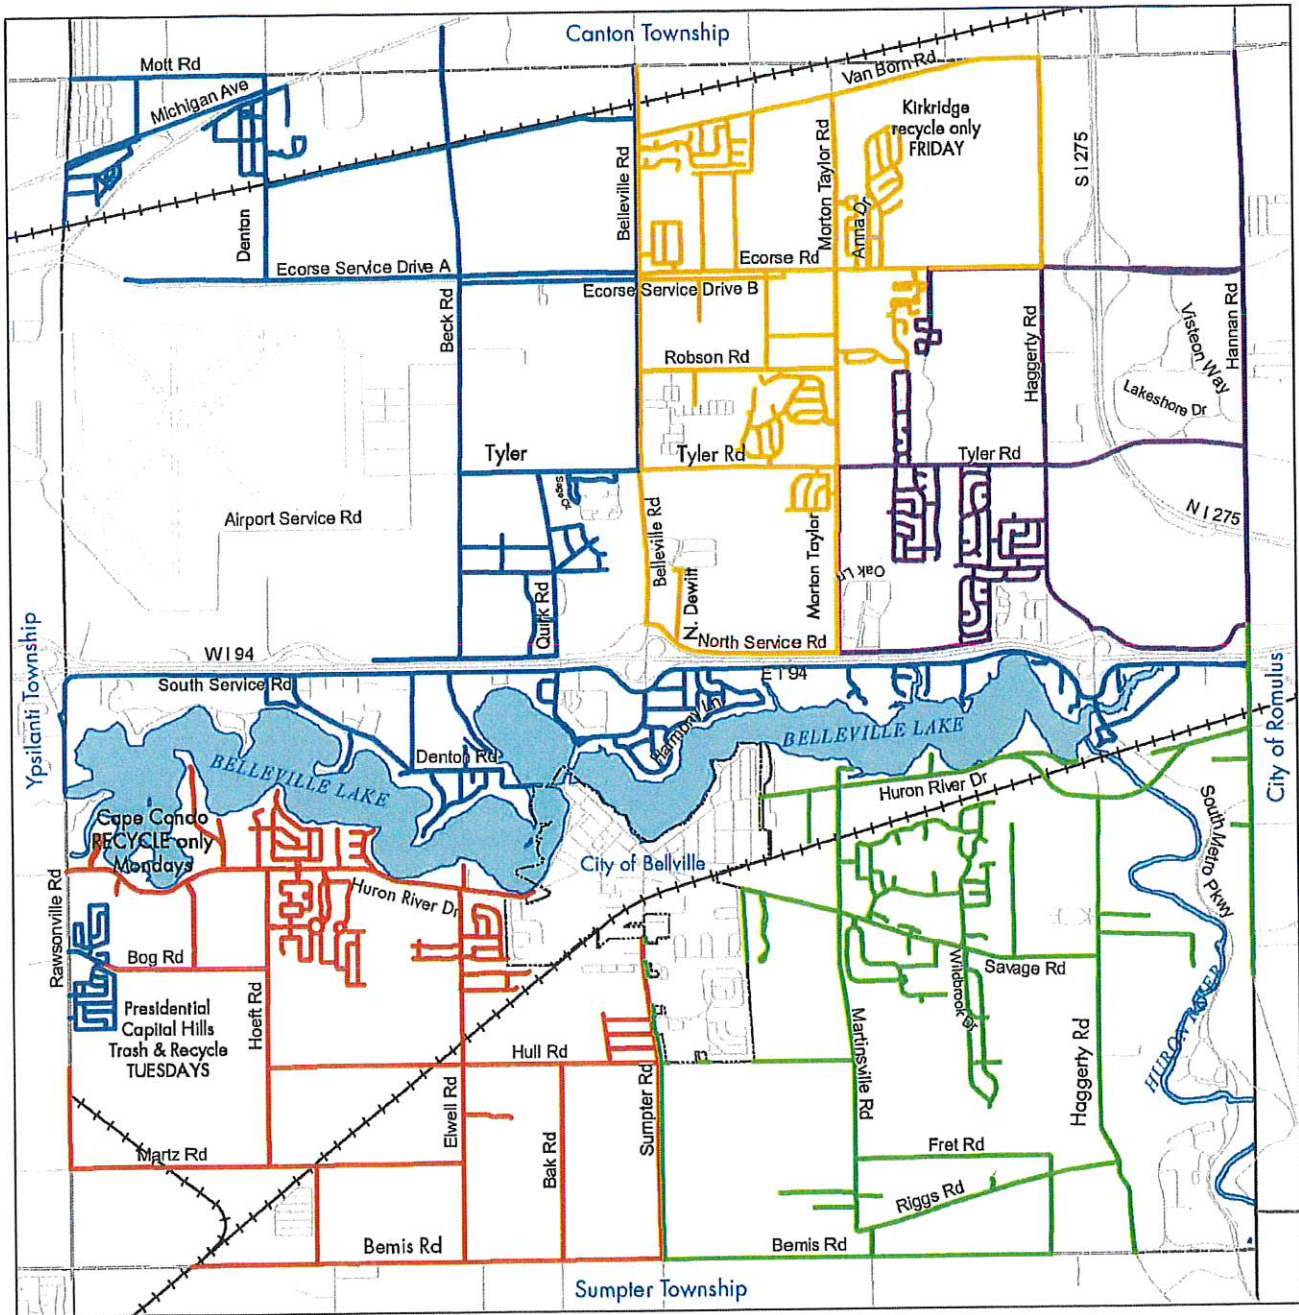 Canton Township
Mott Rd
Michigan Ave
Van Born Rd
Kirkridge
recycle only
FRIDAY
Belleville Rd
Morton Taylor Rd
Anna Dr
S I 275
Denton
Ecorse Rd
Ecorse Service Drive A
Ecorse Service Drive B
Beck Rd
Robson Rd
Haggerty Rd
Visteon Way
Hannan Rd
Lakeshore Dr
Tyler
Tyler Rd
Tyler Rd
Sage Ct
Airport Service Rd
Belleville Rd
Morton Taylor
N I 275
Oak Ln
Quirk Rd
N. Dewitt
North Service Rd
W I 94
E I 94
South Service Rd
Ypsilanti Township
City of Romulus
Harmony Ln
Denton Rd
BELLEVILLE LAKE
BELLEVILLE LAKE
Huron River Dr
Cape Condo
RECYCLE only
Mondays
City of Bellville
South Metro Pkwy
Rawsonville Rd
Huron River Dr
Bog Rd
Hoeft Rd
Savage Rd
Wildbrook Dr
Presidential
Capital Hills
Trash & Recycle
TUESDAYS
Hull Rd
Martinsville Rd
Haggerty Rd
HURON RIVER
Elwell Rd
Bak Rd
Sumpter Rd
Martz Rd
Fret Rd
Riggs Rd
Bemis Rd
Bemis Rd
Sumpter Township